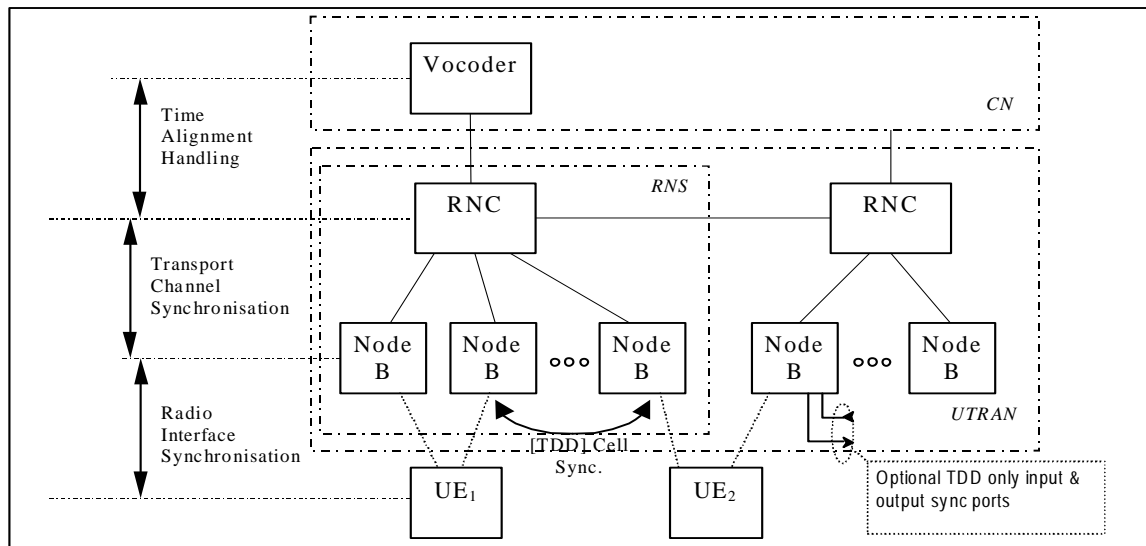 Vocoder
CN
Time
Alignment
Handling
RNS
RNC
RNC
Transport
Channel
Synchronisation
Node
B
Node
B
Node
B
Node
B
Node
B
UTRAN
Radio
Interface
Synchronisation
[TDD] Cell
Sync.
UE1
UE2
Optional TDD only input &
output sync ports